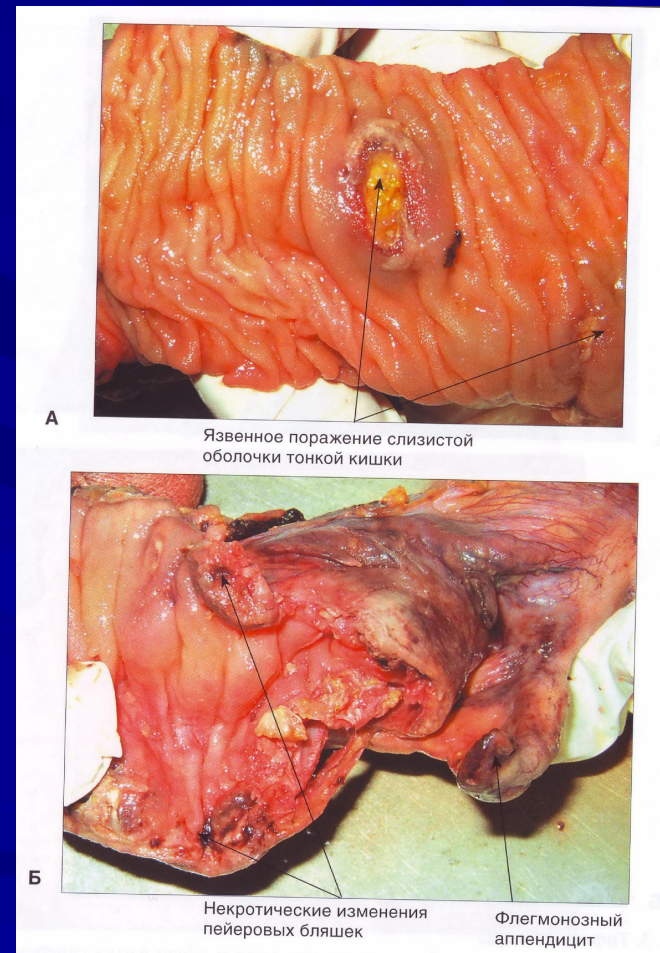 А
Язвенное поражение слизистой
оболочки тонкой кишки
Б
Некротические изменения
пейеровых бляшек
Флегмонозный
аппендицит